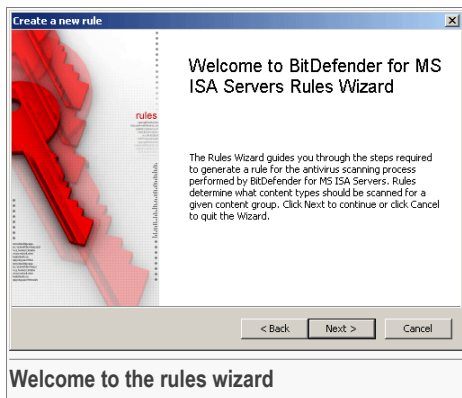 Create a new rule
Welcome to BitDefender for MS
ISA Servers Rules Wizard
rules
The Rules Wizard guides you through the steps required
to generate a rule for the antivirus scanning process
performed by BitDefender for MS ISA Servers. Rules
determine what content types should be scanned for a
given content group. Click Next to continue or click Cancel
to quit the Wizard.
< Back
Next >
Cancel
Welcome to the rules wizard